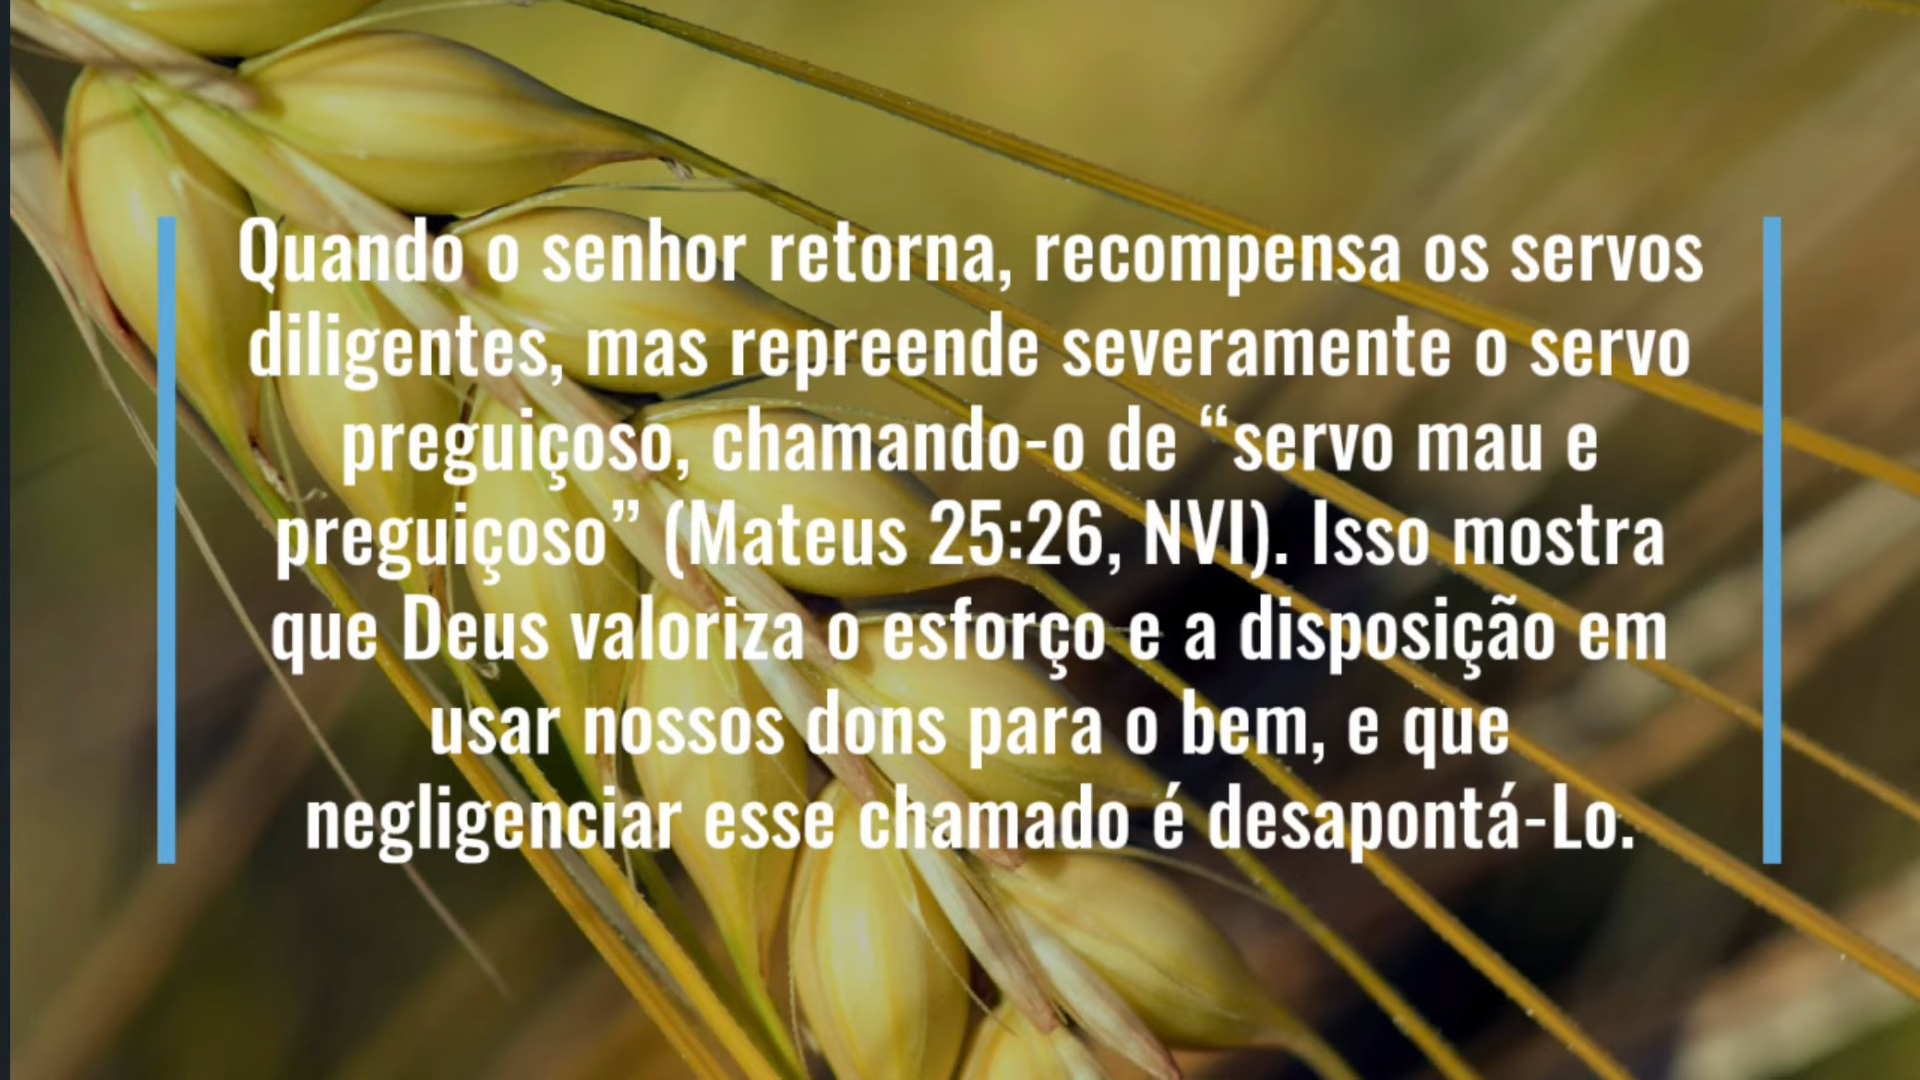 Quando o senhor retorna, recompensa os servos
diligentes, mas repreende severamente o servo
preguiçoso, chamando-o de “servo mau e
preguiçoso” (Mateus 25:26, NVI). Isso mostra
que Deus valoriza o esforço e a disposição em
usar nossos dons para o bem, e que
negligenciar esse chamado é desapontá-Lo.